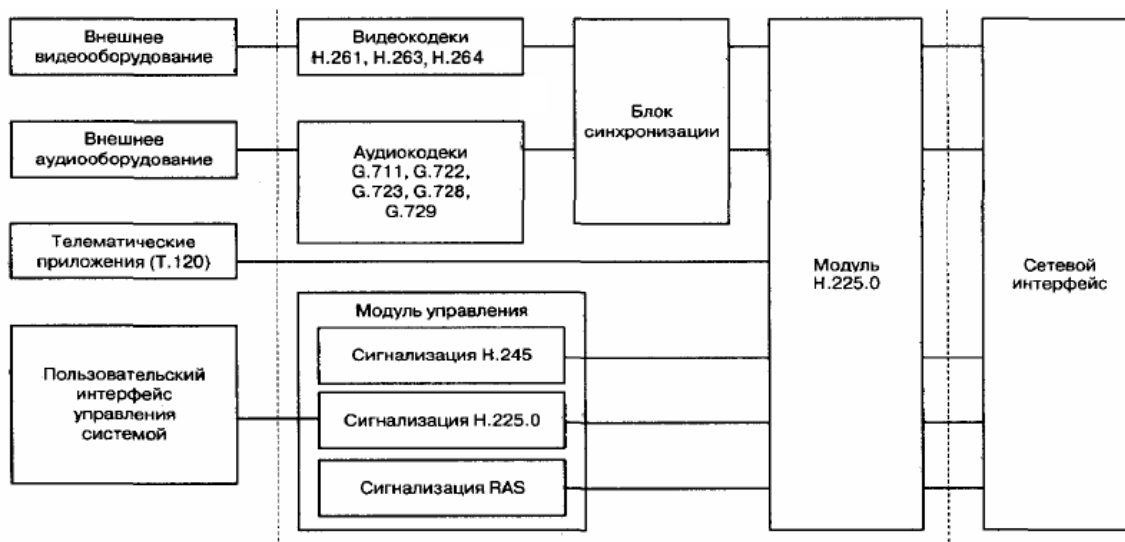 Внешнее
видеооборудование
Видеокодеки
H.261, H.263, H.264
Блок
синхронизации
Внешнее
аудиооборудование
Аудиокодеки
G.711, G.722,
G.723, G.728,
G.729
Телематические
приложения (T.120)
Модуль
H.225.0
Сетевой
интерфейс
Модуль управления
Сигнализация H.245
Пользовательский
интерфейс
управления
системой
Сигнализация H.225.0
Сигнализация RAS